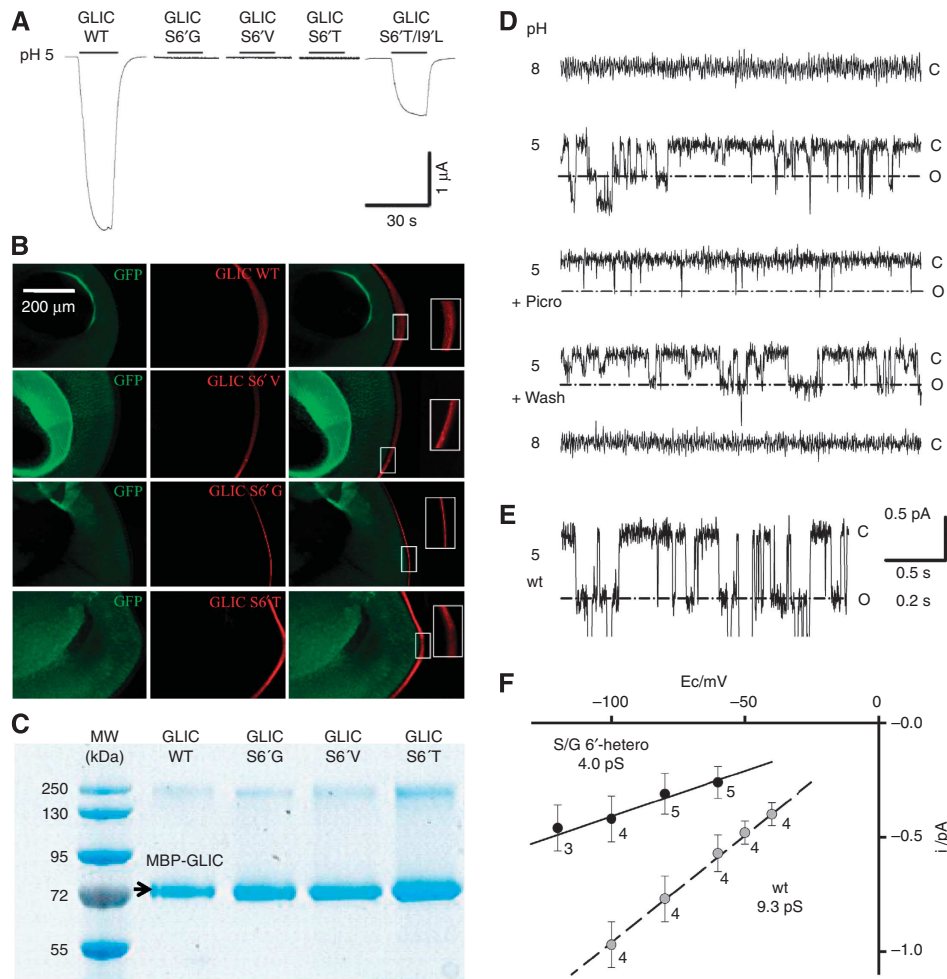 A
GLIC WT
GLIC S6′G
GLIC S6′V
GLIC S6′T
GLIC S6′T/I9′L
pH 5
1 μA
30 s
B
GFP
GLIC WT
200 μm
GFP
GLIC S6′ V
GFP
GLIC S6′ G
GFP
GLIC S6′T
C
MW (kDa)
GLIC WT
GLIC S6′G
GLIC S6′V
GLIC S6′T
250
130
95
MBP-GLIC
72
55
D
pH
8
C
5
C
O
5
C
+ Picro
O
5
C
+ Wash
O
8
C
E
5
wt
C
O
0.5 pA
0.5 s
0.2 s
F
Ec/mV
−100
−50
0
−0.0
S/G 6′-hetero
4.0 pS
5
5
4
3
−0.5
i /pA
4
4
4
4
4
wt
9.3 pS
−1.0